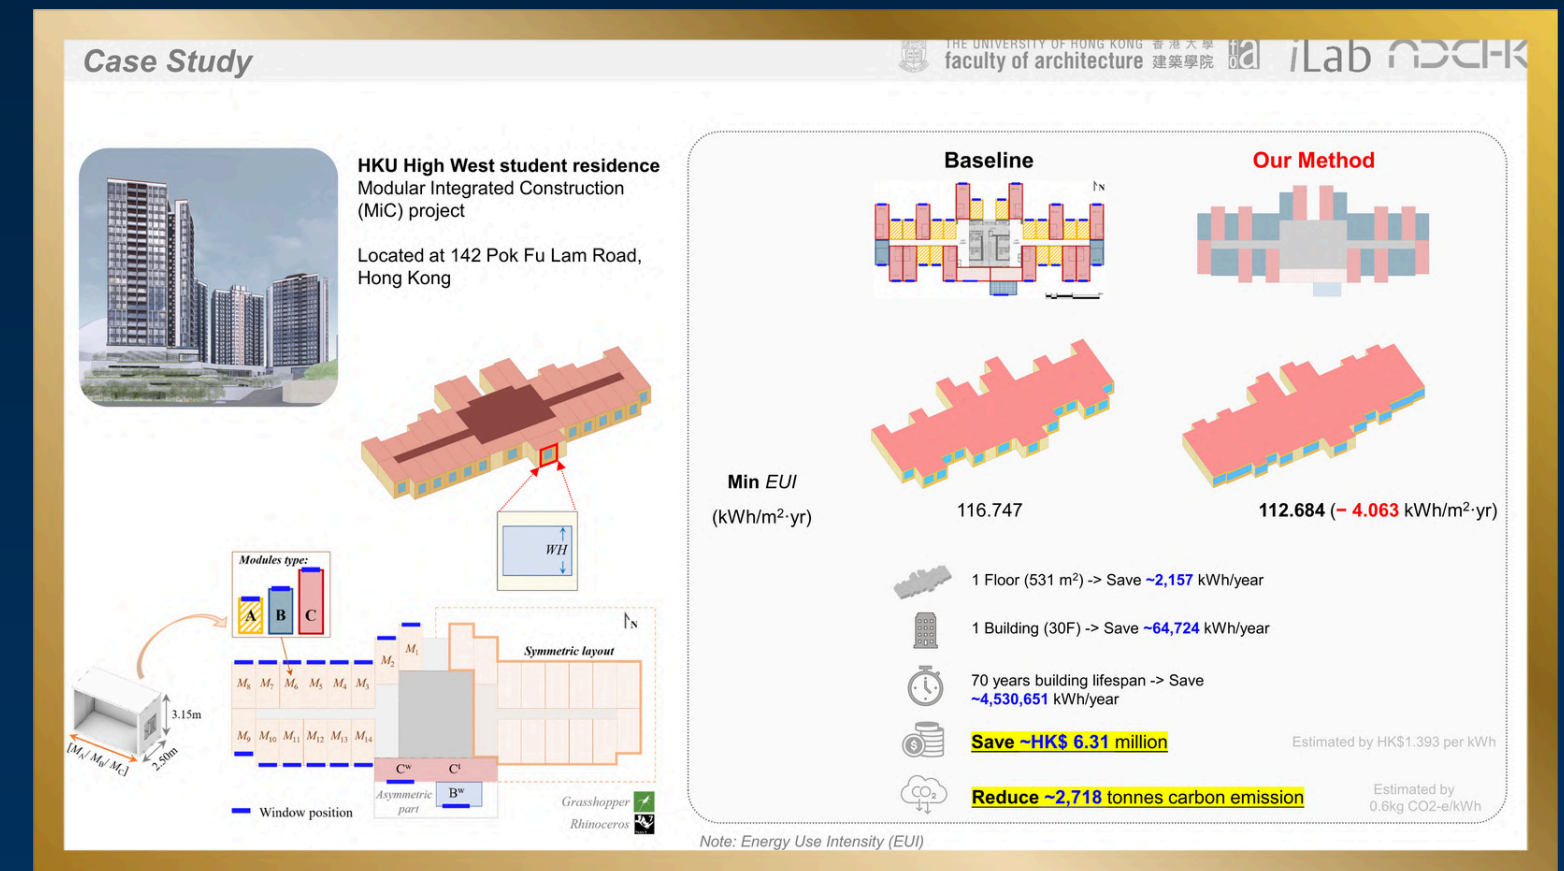 Case Study
THE UNIVERSITY OF HONG KONG 香港大學
faculty of architecture 建築學院
fa
iLab
HKU High West student residence
Modular Integrated Construction
(MiC) project
Located at 142 Pok Fu Lam Road,
Hong Kong
WH
Modules type:
A B C
3.15m
2.50m
[MA/ MB/ MC]
N
Symmetric layout
M1
M2
M8 M7 M6 M5 M4 M3
M9 M10 M11 M12 M13 M14
Cw Ct
Asymmetric
part
Bw
Window position
Grasshopper
Rhinoceros
Baseline
Our Method
N
Min EUI
(kWh/m²·yr)
116.747
112.684 (− 4.063 kWh/m²·yr)
1 Floor (531 m²) -> Save ~2,157 kWh/year
1 Building (30F) -> Save ~64,724 kWh/year
70 years building lifespan -> Save
~4,530,651 kWh/year
Save ~HK$ 6.31 million
Estimated by HK$1.393 per kWh
CO2
Reduce ~2,718 tonnes carbon emission
Estimated by
0.6kg CO2-e/kWh
Note: Energy Use Intensity (EUI)